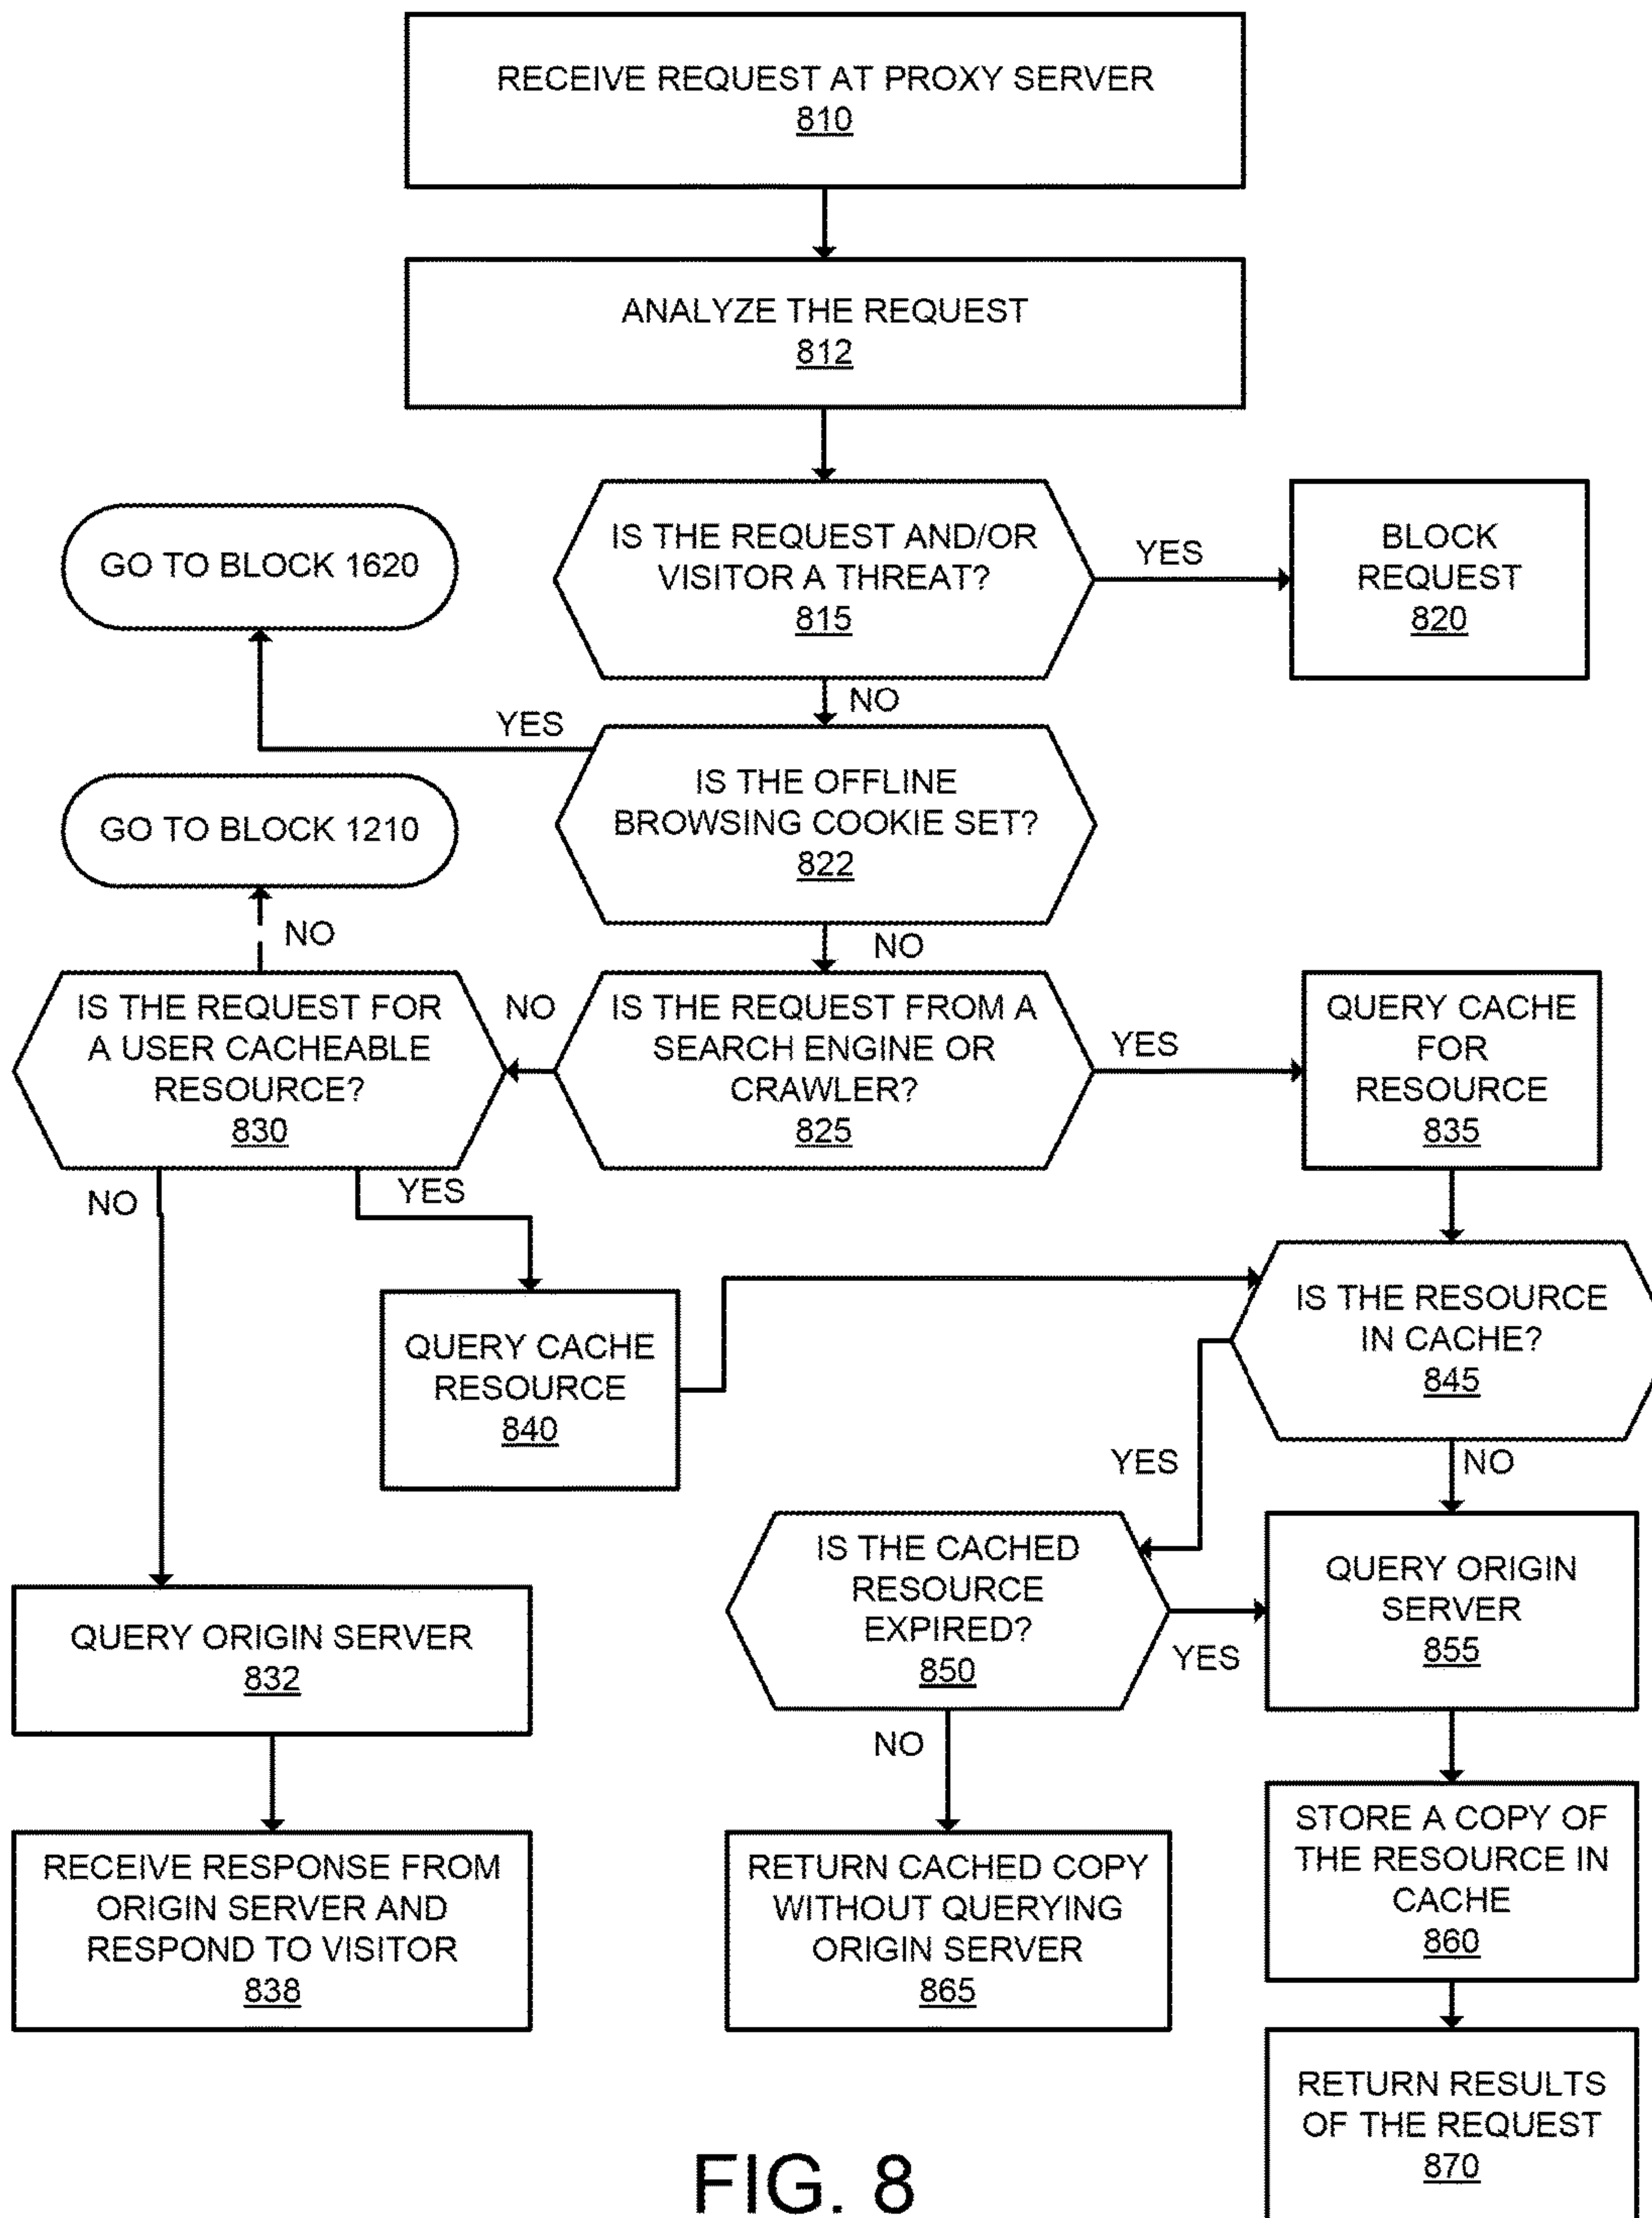 RECEIVE REQUEST AT PROXY SERVER
810
ANALYZE THE REQUEST
812
IS THE REQUEST AND/OR
VISITOR A THREAT?
815
YES
BLOCK
REQUEST
820
GO TO BLOCK 1620
NO
YES
IS THE OFFLINE
BROWSING COOKIE SET?
822
GO TO BLOCK 1210
NO
NO
IS THE REQUEST FOR
A USER CACHEABLE
RESOURCE?
830
NO
IS THE REQUEST FROM A
SEARCH ENGINE OR
CRAWLER?
825
YES
QUERY CACHE
FOR
RESOURCE
835
NO
YES
QUERY CACHE
RESOURCE
840
IS THE RESOURCE
IN CACHE?
845
YES
NO
IS THE CACHED
RESOURCE
EXPIRED?
850
YES
QUERY ORIGIN
SERVER
855
QUERY ORIGIN SERVER
832
NO
STORE A COPY OF
THE RESOURCE IN
CACHE
860
RECEIVE RESPONSE FROM
ORIGIN SERVER AND
RESPOND TO VISITOR
838
RETURN CACHED COPY
WITHOUT QUERYING
ORIGIN SERVER
865
RETURN RESULTS
OF THE REQUEST
870
FIG. 8